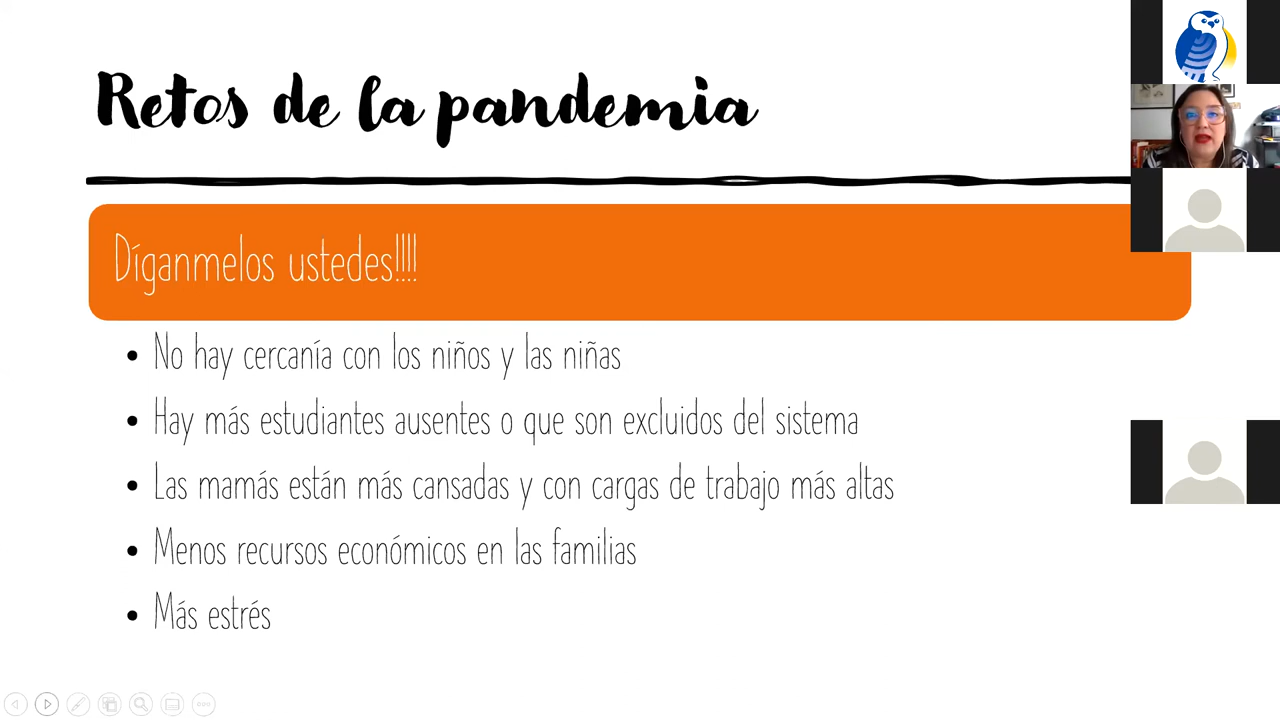 Retos de la pandemia
Díganmelos ustedes!!!!
• No hay cercanía con los niños y las niñas
• Hay más estudiantes ausentes o que son excluidos del sistema
• Las mamás están más cansadas y con cargas de trabajo más altas
• Menos recursos económicos en las familias
• Más estrés